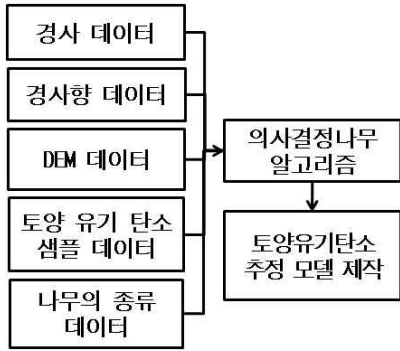 경사 데이터
경사향 데이터
DEM 데이터
토양 유기 탄소
샘플 데이터
나무의 종류
데이터
의사결정나무
알고리즘
토양유기탄소
추정 모델 제작